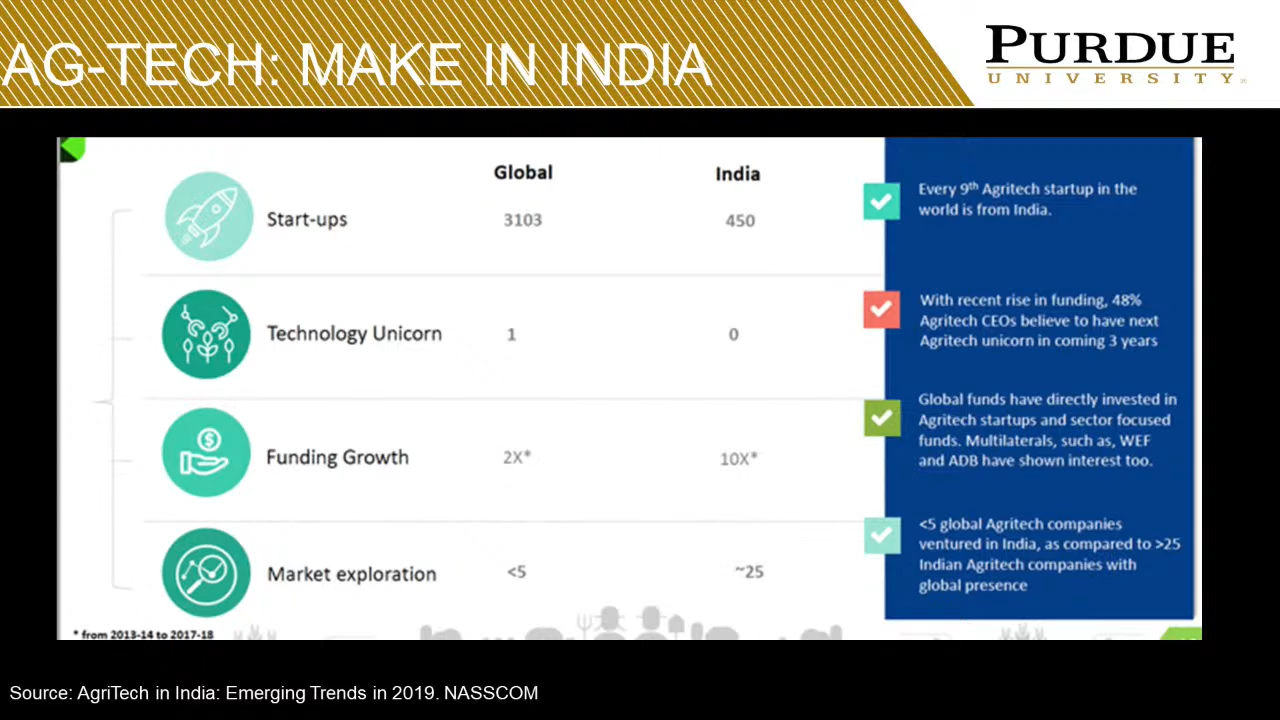 AG-TECH: MAKE IN INDIA
PURDUE
UNIVERSITY
Global India
Start-ups 3103 450
Technology Unicorn 1 0
Funding Growth 2X* 10X*
Market exploration <5 ~25
* from 2013-14 to 2017-18
Every 9th Agritech startup in the
world is from India.
With recent rise in funding, 48%
Agritech CEOs believe to have next
Agritech unicorn in coming 3 years
Global funds have directly invested in
Agritech startups and sector focused
funds. Multilaterals, such as, WEF
and ADB have shown interest too.
<5 global Agritech companies
ventured in India, as compared to >25
Indian Agritech companies with
global presence
Source: AgriTech in India: Emerging Trends in 2019. NASSCOM